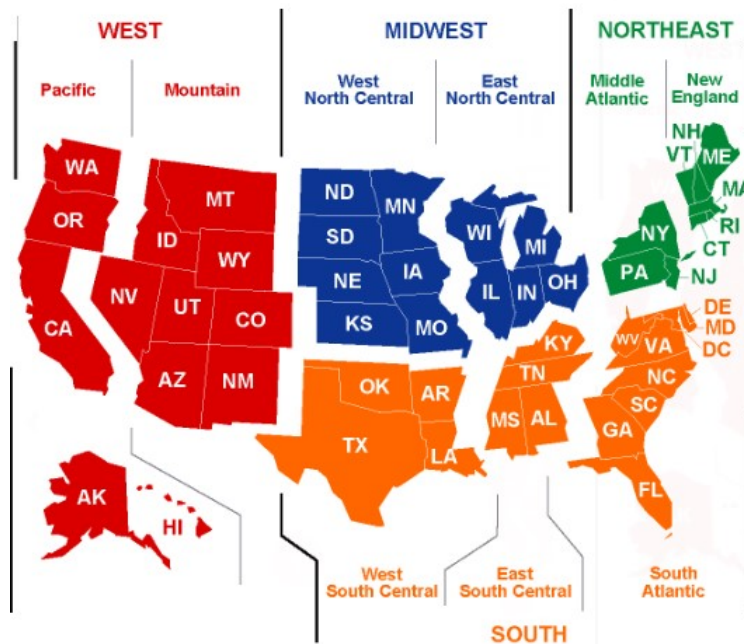 WEST
MIDWEST
NORTHEAST
Pacific
Mountain
West
North Central
East
North Central
Middle
Atlantic
New
England
WA
OR
CA
MT
ID
WY
NV
UT
CO
AZ
NM
AK
HI
ND
SD
NE
KS
MN
IA
MO
WI
MI
IL
IN
OH
NH
VT
ME
MA
RI
CT
NY
PA
NJ
OK
TX
AR
LA
KY
TN
MS
AL
DE
MD
DC
WV
VA
NC
SC
GA
FL
West
South Central
East
South Central
South
Atlantic
SOUTH